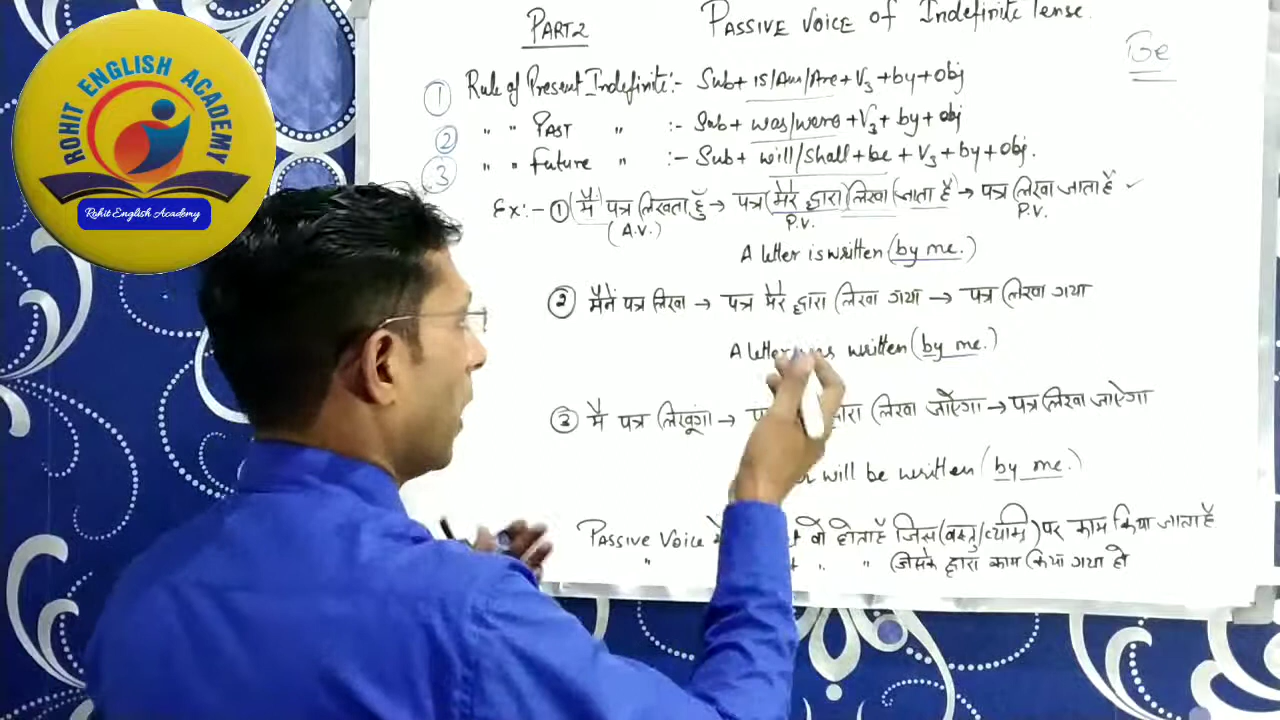 ROHIT ENGLISH ACADEMY
Rohit English Academy
PART 2 PASSIVE VOICE OF Indefinite tense.
① Rule of Present Indefinite :- Sub + is/Am/Are + V3 + by + obj
② " " PAST " :- Sub + was/were + V3 + by + obj
③ " " future " :- Sub + will/shall + be + V3 + by + obj.
Ex:- ① (मैं पत्र लिखता हूँ → पत्र (मेरे द्वारा) लिखा (जाता है → पत्र लिखा जाता है ✓
(A.V.) P.V. P.V.
A letter is written (by me.)
② मैंने पत्र लिखा → पत्र मेरे द्वारा लिखा गया → पत्र लिखा गया
A letter was written (by me.)
③ मैं पत्र लिखूंगा → द्वारा लिखा जाऐगा → पत्र लिखा जाऐगा
will be written (by me.)
Passive Voice वो होता है जिस (वस्तु/व्यक्ति) पर काम किया जाता है
" " " जिसके द्वारा काम किया गया हो